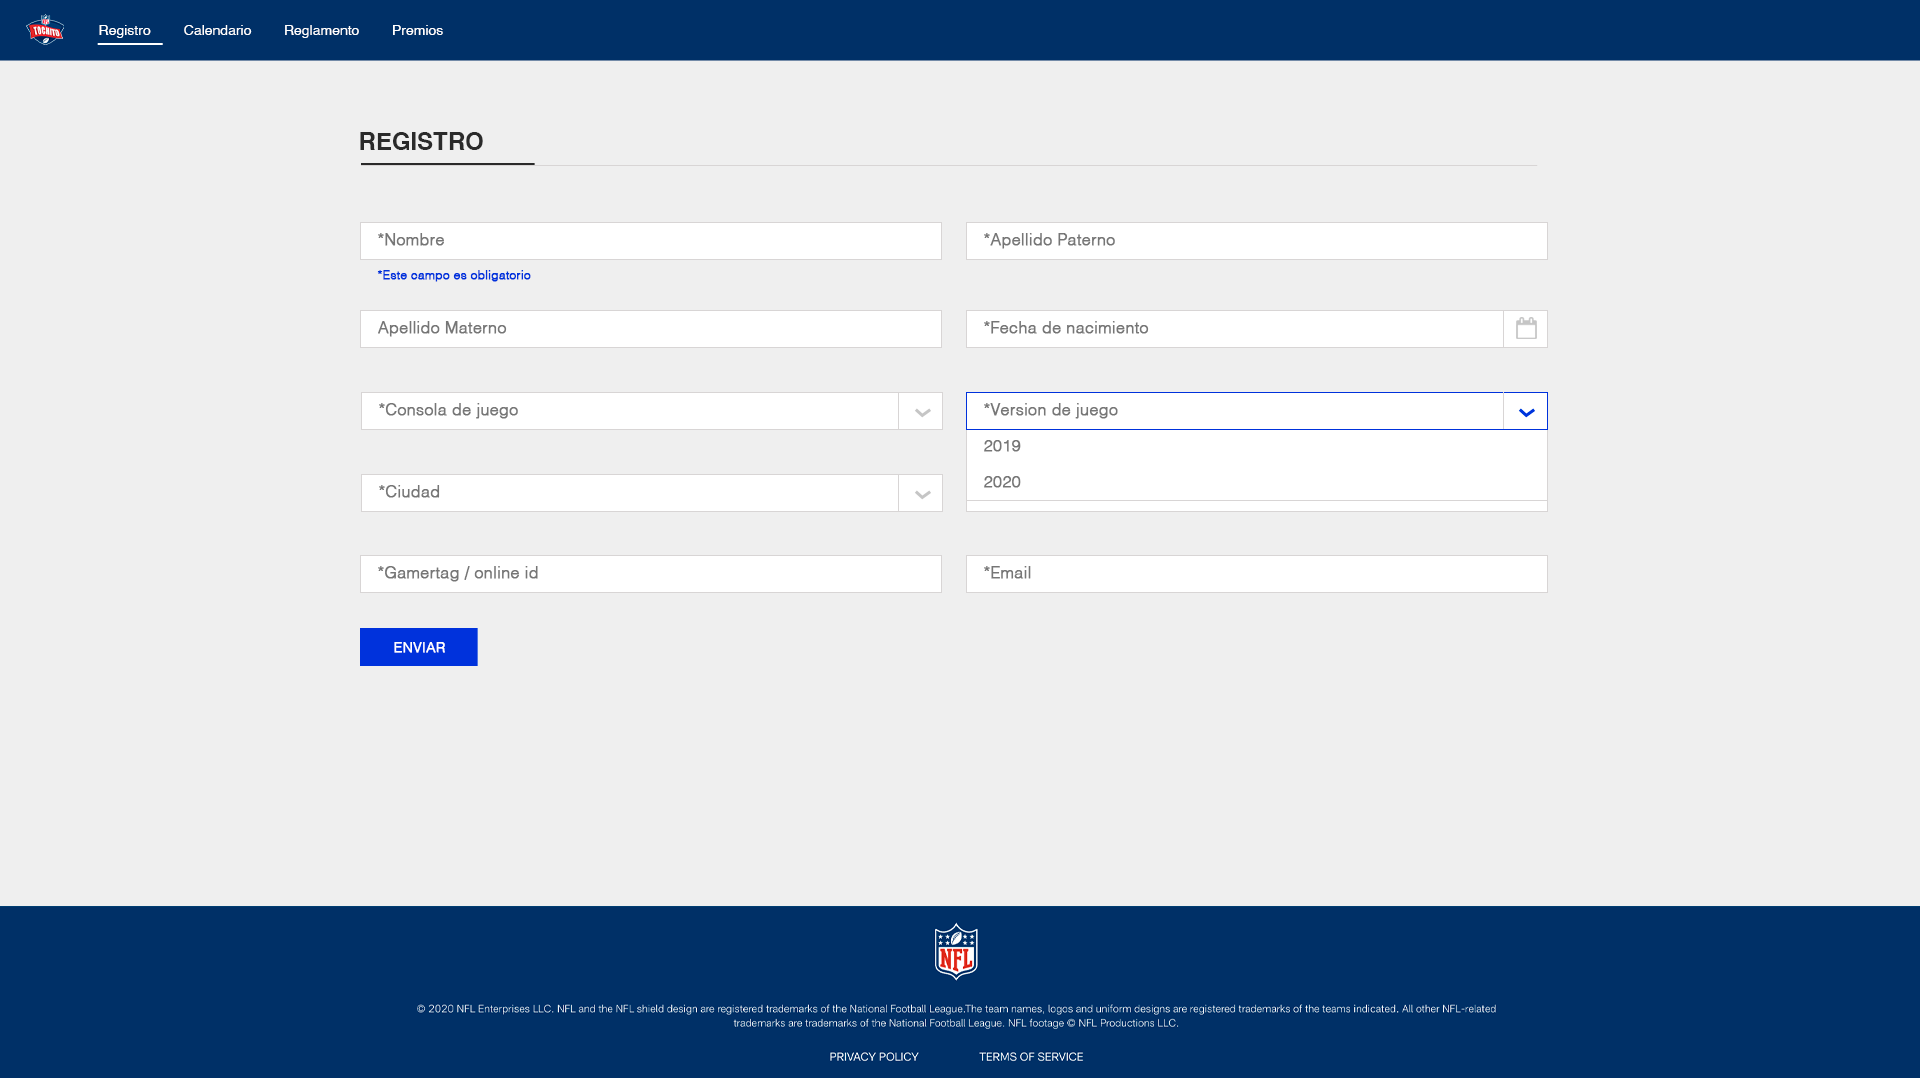 TOCHITO
Registro
Calendario
Reglamento
Premios
REGISTRO
*Nombre
*Apellido Paterno
*Este campo es obligatorio
Apellido Materno
*Fecha de nacimiento
*Consola de juego
*Version de juego
2019
2020
*Ciudad
*Gamertag / online id
*Email
ENVIAR
NFL
© 2020 NFL Enterprises LLC. NFL and the NFL shield design are registered trademarks of the National Football League.The team names, logos and uniform designs are registered trademarks of the teams indicated. All other NFL-related
trademarks are trademarks of the National Football League. NFL footage © NFL Productions LLC.
PRIVACY POLICY
TERMS OF SERVICE